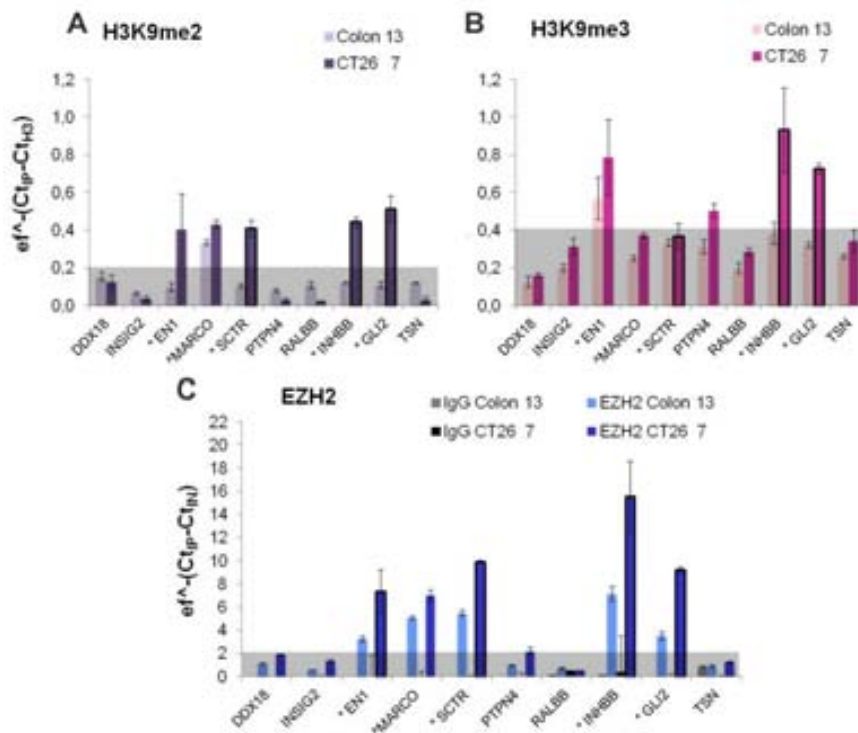 A
H3K9me2
Colon 13
CT26 7
1,2
1,0
0,8
0,6
0,4
0,2
0,0
ef^-(Ct_IP-Ct_H3)
DDX18
INSIG2
* EN1
^MARCO
* SCTR
PTPN4
RALBB
* INHBB
* GLI2
TSN
B
H3K9me3
Colon 13
CT26 7
1,2
1,0
0,8
0,6
0,4
0,2
0,0
DDX18
INSIG2
* EN1
^MARCO
* SCTR
PTPN4
RALBB
* INHBB
* GLI2
TSN
C
EZH2
IgG Colon 13
EZH2 Colon 13
IgG CT26 7
EZH2 CT26 7
22
20
18
16
14
12
10
8
6
4
2
0
ef^-(Ct_IP-Ct_IN)
DDX18
INSIG2
* EN1
^MARCO
* SCTR
PTPN4
RALBB
* INHBB
* GLI2
TSN